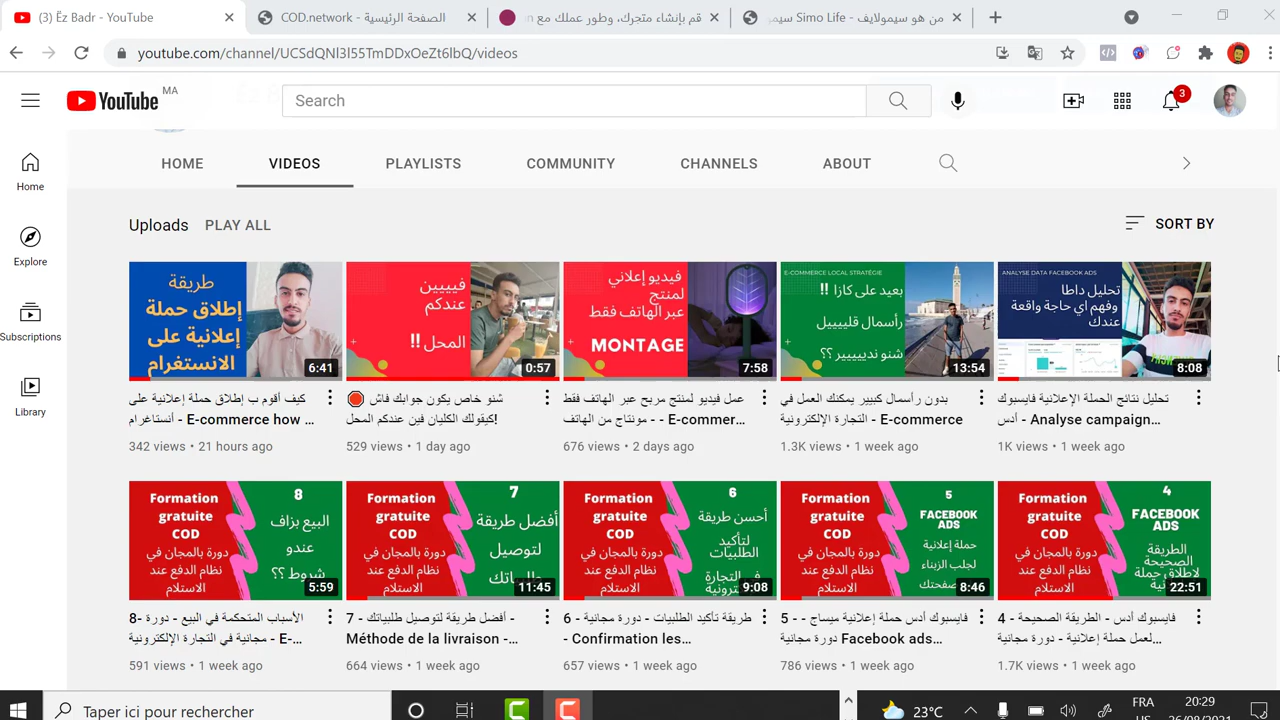 (3) Ëz Badr - YouTube
COD.network - الصفحة الرئيسية
قم بإنشاء متجرك، وطور عملك مع
من هو سيمولايف - Simo Life
youtube.com/channel/UCSdQNI3I55TmDDxOeZt6IbQ/videos
YouTube MA
Search
3
HOME VIDEOS PLAYLISTS COMMUNITY CHANNELS ABOUT
Home
Explore
Subscriptions
Library
Uploads PLAY ALL
SORT BY
طريقة
إطلاق حملة
إعلانية على
الانستغرام
6:41
فييييين
عندكم
المحل !!
0:57
فيديو إعلاني
لمنتج
عبر الهاتف فقط
MONTAGE
7:58
E-COMMERCE LOCAL STRATÉGIE
بعيد على كازا !!
رأسمال قليييييل
شنو نديييييير ؟؟
13:54
ANALYSE DATA FACEBOOK ADS
تحليل داطا
وفهم اي حاجة واقعة
عندك
8:08
كيف أقوم ب إطلاق حملة إعلانية على
أنستاغرام - E-commerce how ...
342 views • 21 hours ago
شنو خاص يكون جوابك فاش
كيقولك الكليان فين عندكم المحل!
529 views • 1 day ago
عمل فيديو لمنتج مربح عبر الهاتف فقط
- مونتاج من الهاتف - E-commer...
676 views • 2 days ago
بدون رأسمال كبيير يمكنك العمل في
التجارة الإلكترونية - E-commerce
1.3K views • 1 week ago
تحليل نتائج الحملة الإعلانية فايسبوك
أدس - Analyse campaign...
1K views • 1 week ago
Formation
gratuite
COD
دورة بالمجان في
نظام الدفع عند
الاستلام
8
البيع بزاف
عندو
شروط ؟؟
5:59
Formation
gratuite
COD
دورة بالمجان في
نظام الدفع عند
الاستلام
7
أفضل طريقة
لتوصيل
11:45
Formation
gratuite
COD
دورة بالمجان في
نظام الدفع عند
الاستلام
6
أحسن طريقة
لتأكيد
الطلبيات
في التجارة
9:08
Formation
gratuite
COD
دورة بالمجان في
نظام الدفع عند
الاستلام
5
FACEBOOK
ADS
حملة إعلانية
لجلب الزبناء
لصفحتك
8:46
Formation
gratuite
COD
دورة بالمجان في
نظام الدفع عند
الاستلام
4
FACEBOOK
ADS
الطريقة
الصحيحة
لاطلاق حملة
22:51
8- الأسباب المتحكمة في البيع - دورة
مجانية في التجارة الإلكترونية - E-...
591 views • 1 week ago
7 - أفضل طريقة لتوصيل طلبياتك -
Méthode de la livraison -...
664 views • 1 week ago
6 - طريقة تأكيد الطلبيات - دورة مجانية
- Confirmation les...
657 views • 1 week ago
5 - فايسبوك أدس حملة إعلانية ميساج -
دورة مجانية Facebook ads...
786 views • 1 week ago
4 - فايسبوك أدس - الطريقة الصحيحة
لعمل حملة إعلانية - دورة مجانية...
1.7K views • 1 week ago
Taper ici pour rechercher
23°C
FRA
US
20:29
26/08/2021